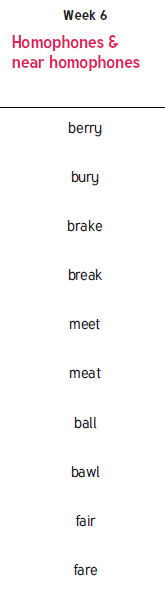 Week 6
Homophones &
near homophones
berry
bury
brake
break
meet
meat
ball
bawl
fair
fare